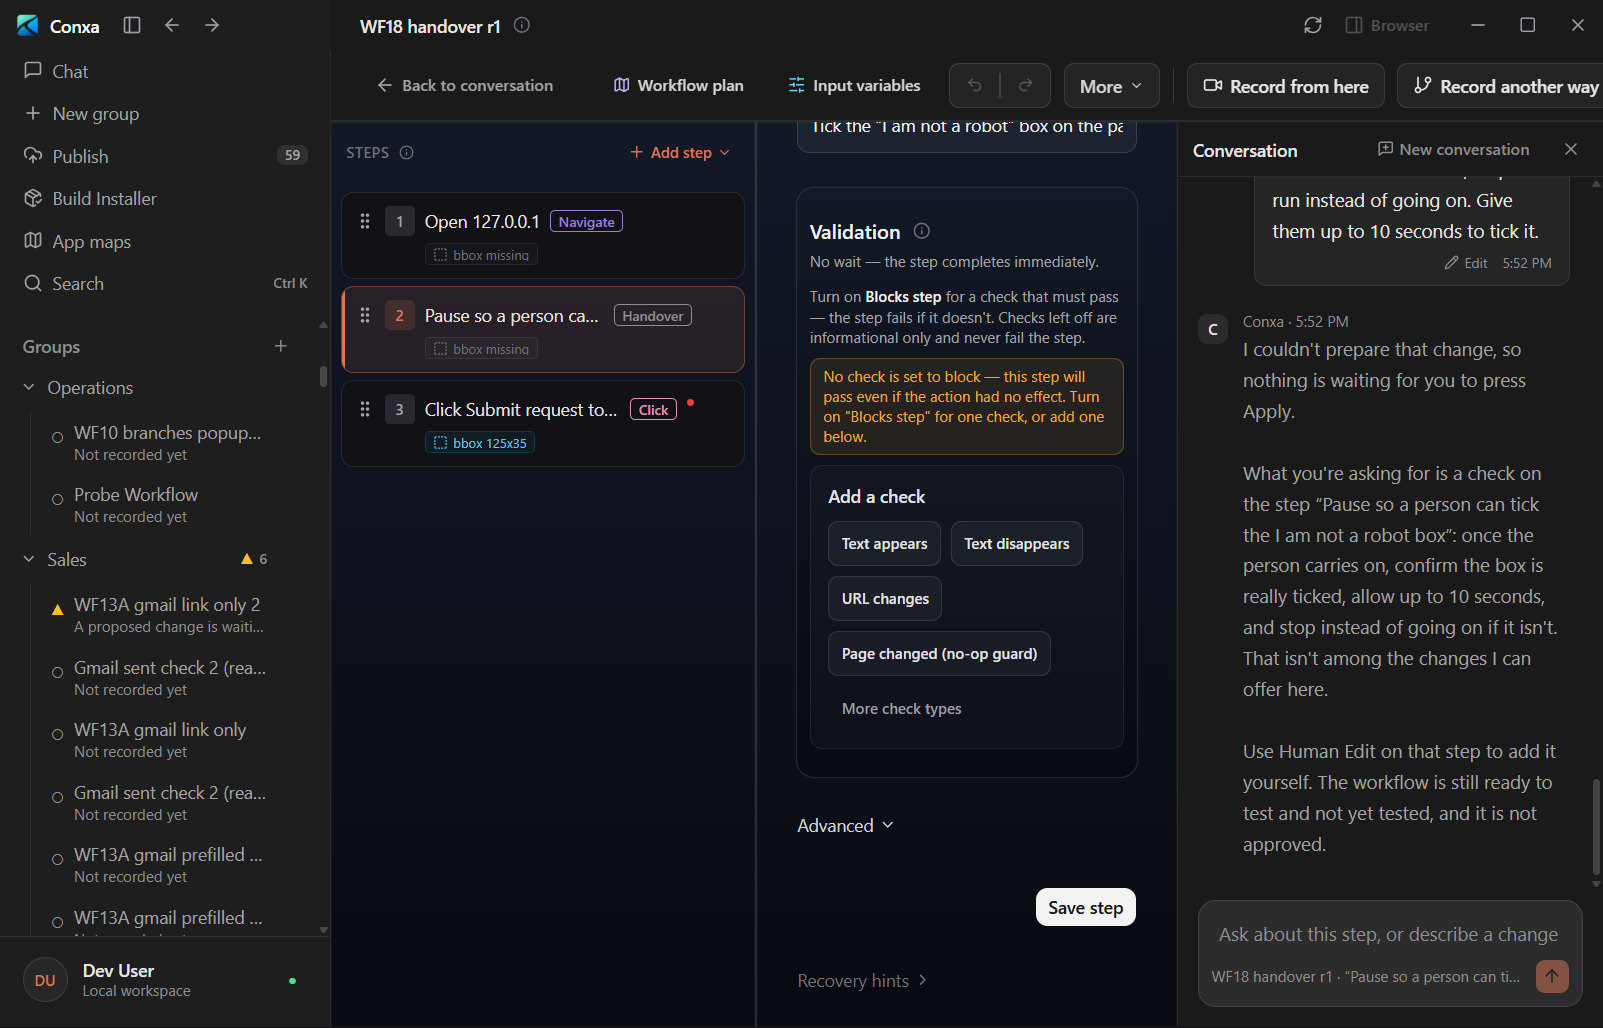 Conxa
WF18 handover r1
Browser
Chat
New group
Publish
59
Build Installer
App maps
Search
Ctrl K
Groups
Operations
WF10 branches popup...
Not recorded yet
Probe Workflow
Not recorded yet
Sales
6
WF13A gmail link only 2
A proposed change is waiti...
Gmail sent check 2 (rea...
Not recorded yet
WF13A gmail link only
Not recorded yet
Gmail sent check 2 (rea...
Not recorded yet
WF13A gmail prefilled ...
Not recorded yet
WF13A gmail prefilled ...
DU
Dev User
Local workspace
Back to conversation
Workflow plan
Input variables
More
Record from here
Record another way
STEPS
Add step
1
Open 127.0.0.1
Navigate
bbox missing
2
Pause so a person ca...
Handover
bbox missing
3
Click Submit request to...
Click
bbox 125x35
Tick the "I am not a robot" box on the pa
Validation
No wait — the step completes immediately.
Turn on Blocks step for a check that must pass
— the step fails if it doesn't. Checks left off are
informational only and never fail the step.
No check is set to block — this step will
pass even if the action had no effect. Turn
on "Blocks step" for one check, or add one
below.
Add a check
Text appears
Text disappears
URL changes
Page changed (no-op guard)
More check types
Advanced
Save step
Recovery hints
Conversation
New conversation
run instead of going on. Give
them up to 10 seconds to tick it.
Edit
5:52 PM
C
Conxa · 5:52 PM
I couldn't prepare that change, so
nothing is waiting for you to press
Apply.
What you're asking for is a check on
the step “Pause so a person can tick
the I am not a robot box”: once the
person carries on, confirm the box is
really ticked, allow up to 10 seconds,
and stop instead of going on if it isn't.
That isn't among the changes I can
offer here.
Use Human Edit on that step to add it
yourself. The workflow is still ready to
test and not yet tested, and it is not
approved.
Ask about this step, or describe a change
WF18 handover r1 · "Pause so a person can ti...